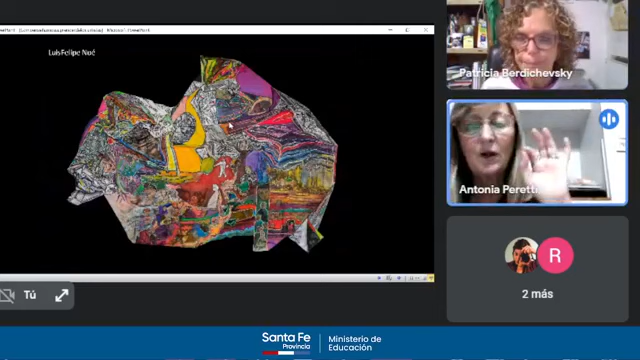 Luis Felipe Noé
Patricia Berdichevsky
Antonia Peretti
R
2 más
Tú
Santa Fe
Provincia
Ministerio de
Educación